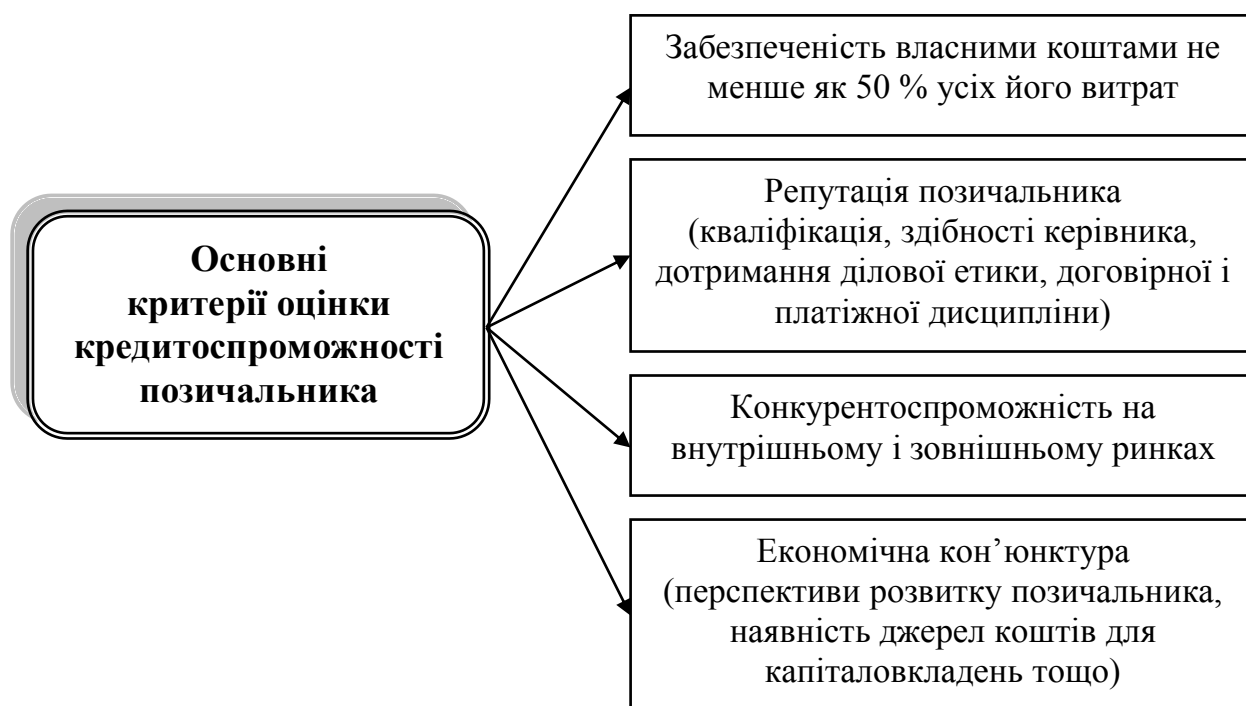 Основні
критерії оцінки
кредитоспроможності
позичальника
Забезпеченість власними коштами не
менше як 50 % усіх його витрат
Репутація позичальника
(кваліфікація, здібності керівника,
дотримання ділової етики, договірної і
платіжної дисципліни)
Конкурентоспроможність на
внутрішньому і зовнішньому ринках
Економічна кон’юнктура
(перспективи розвитку позичальника,
наявність джерел коштів для
капіталовкладень тощо)